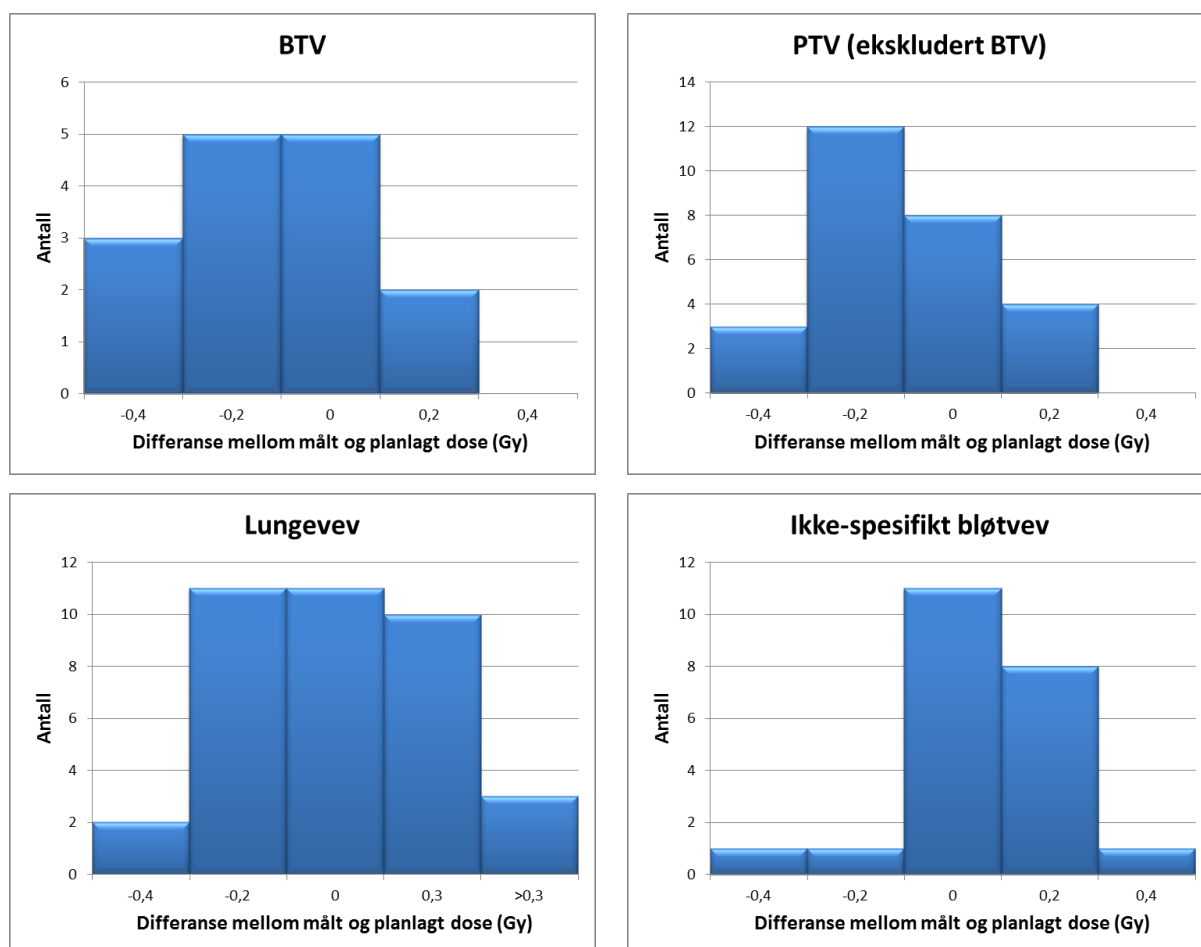 BTV
6
5
4
3
2
1
0
Antall
-0,4 -0,2 0 0,2 0,4
Differanse mellom målt og planlagt dose (Gy)
PTV (ekskludert BTV)
14
12
10
8
6
4
2
0
Antall
-0,4 -0,2 0 0,2 0,4
Differanse mellom målt og planlagt dose (Gy)
Lungevev
12
10
8
6
4
2
0
Antall
-0,4 -0,2 0 0,3 >0,3
Differanse mellom målt og planlagt dose (Gy)
Ikke-spesifikt bløtvev
12
10
8
6
4
2
0
Antall
-0,4 -0,2 0 0,2 0,4
Differanse mellom målt og planlagt dose (Gy)